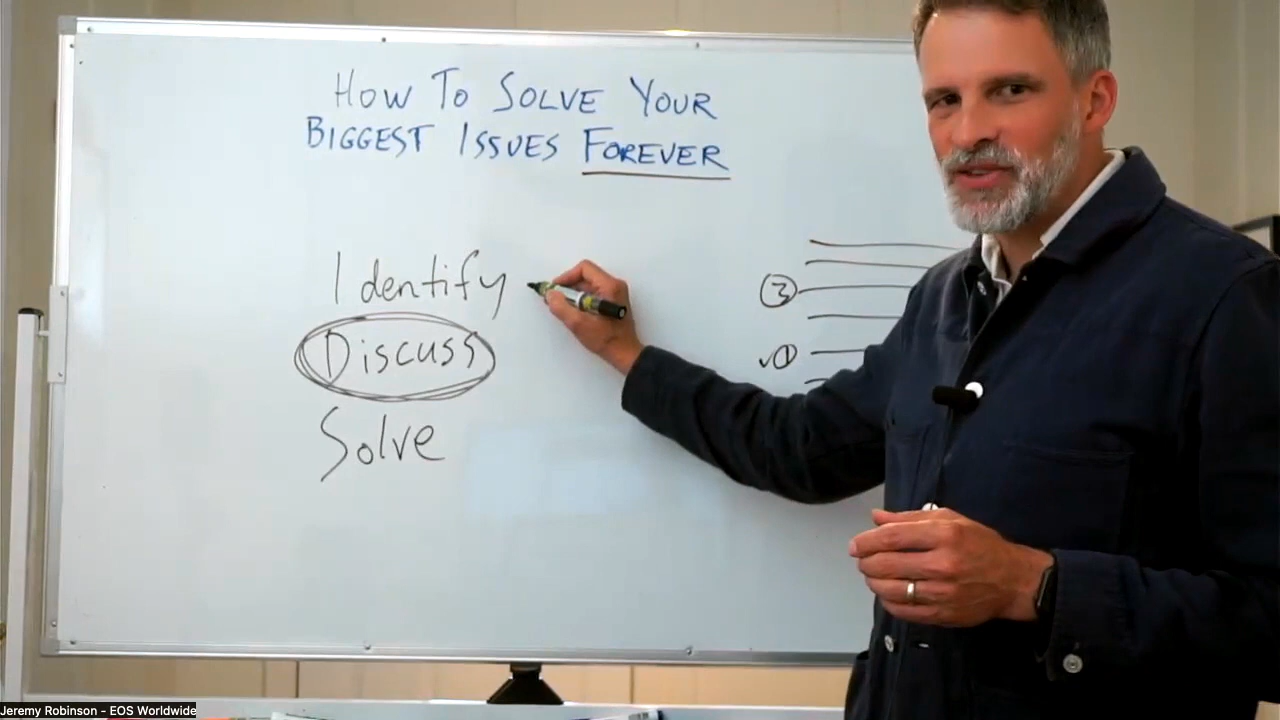 HOW TO SOLVE YOUR
BIGGEST ISSUES FOREVER
Identify
Discuss
Solve
3
✓1
Jeremy Robinson - EOS Worldwide